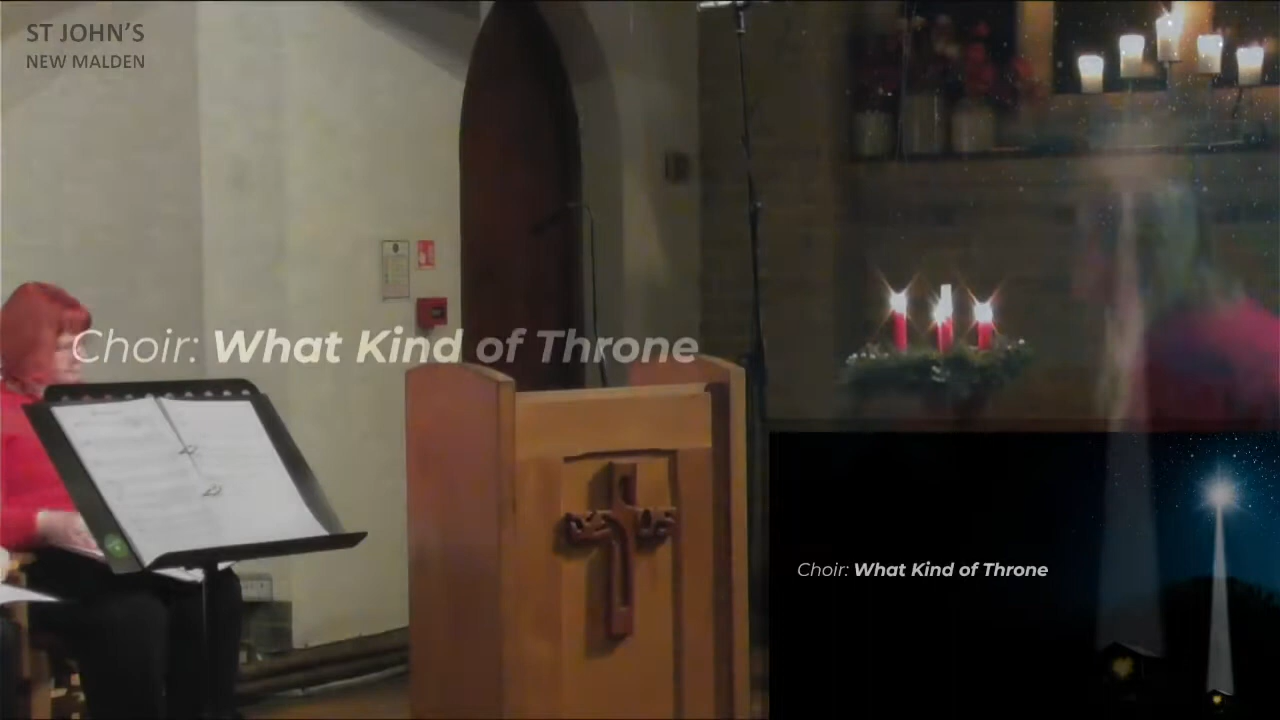 ST JOHN'S
NEW MALDEN
Choir: What Kind of Throne
Choir: What Kind of Throne